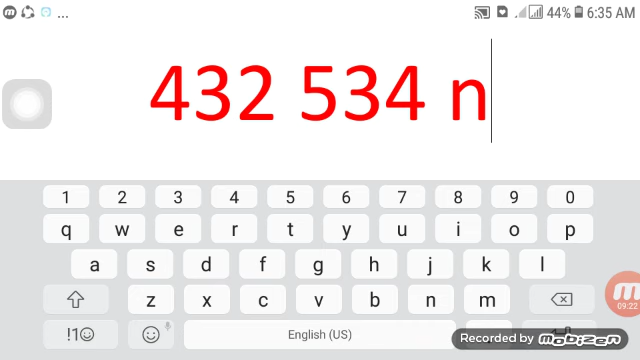 ... 44% 6:35 AM
432 534 n
1 2 3 4 5 6 7 8 9 0
q w e r t y u i o p
a s d f g h j k l
z x c v b n m
!1☺ English (US)
09:22
Recorded by mobizen